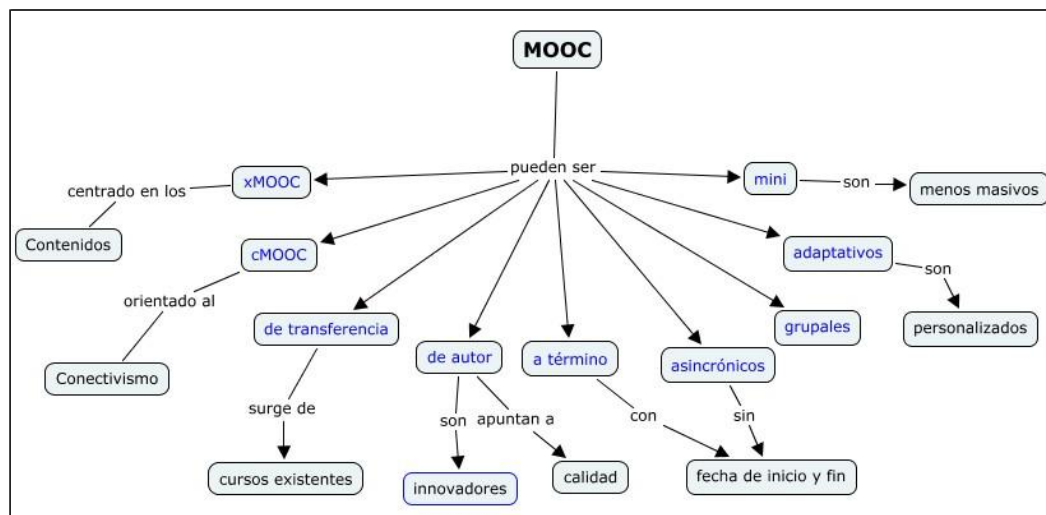 MOOC
pueden ser
xMOOC
centrado en los
Contenidos
cMOOC
orientado al
Conectivismo
de transferencia
surge de
cursos existentes
de autor
son
innovadores
apuntan a
calidad
a término
con
asincrónicos
sin
fecha de inicio y fin
grupales
adaptativos
son
personalizados
mini
son
menos masivos